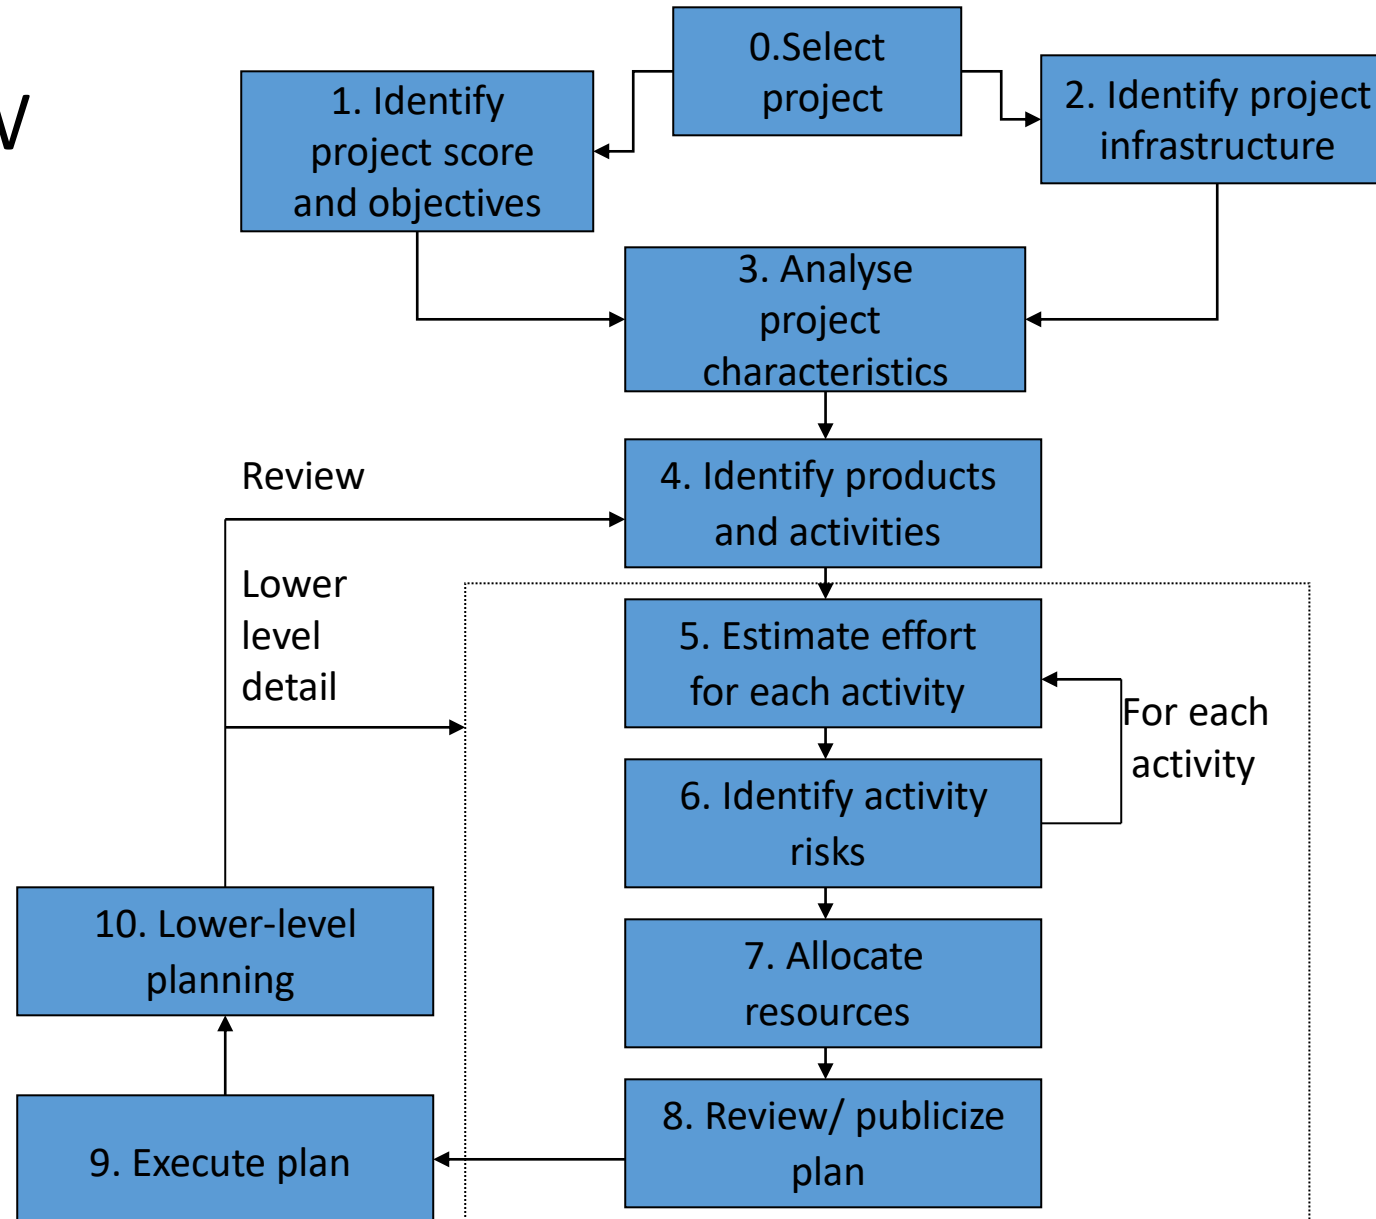 w
0.Select
project
1. Identify
project score
and objectives
2. Identify project
infrastructure
3. Analyse
project
characteristics
Review
4. Identify products
and activities
Lower
level
detail
5. Estimate effort
for each activity
For each
activity
6. Identify activity
risks
10. Lower-level
planning
7. Allocate
resources
8. Review/ publicize
plan
9. Execute plan